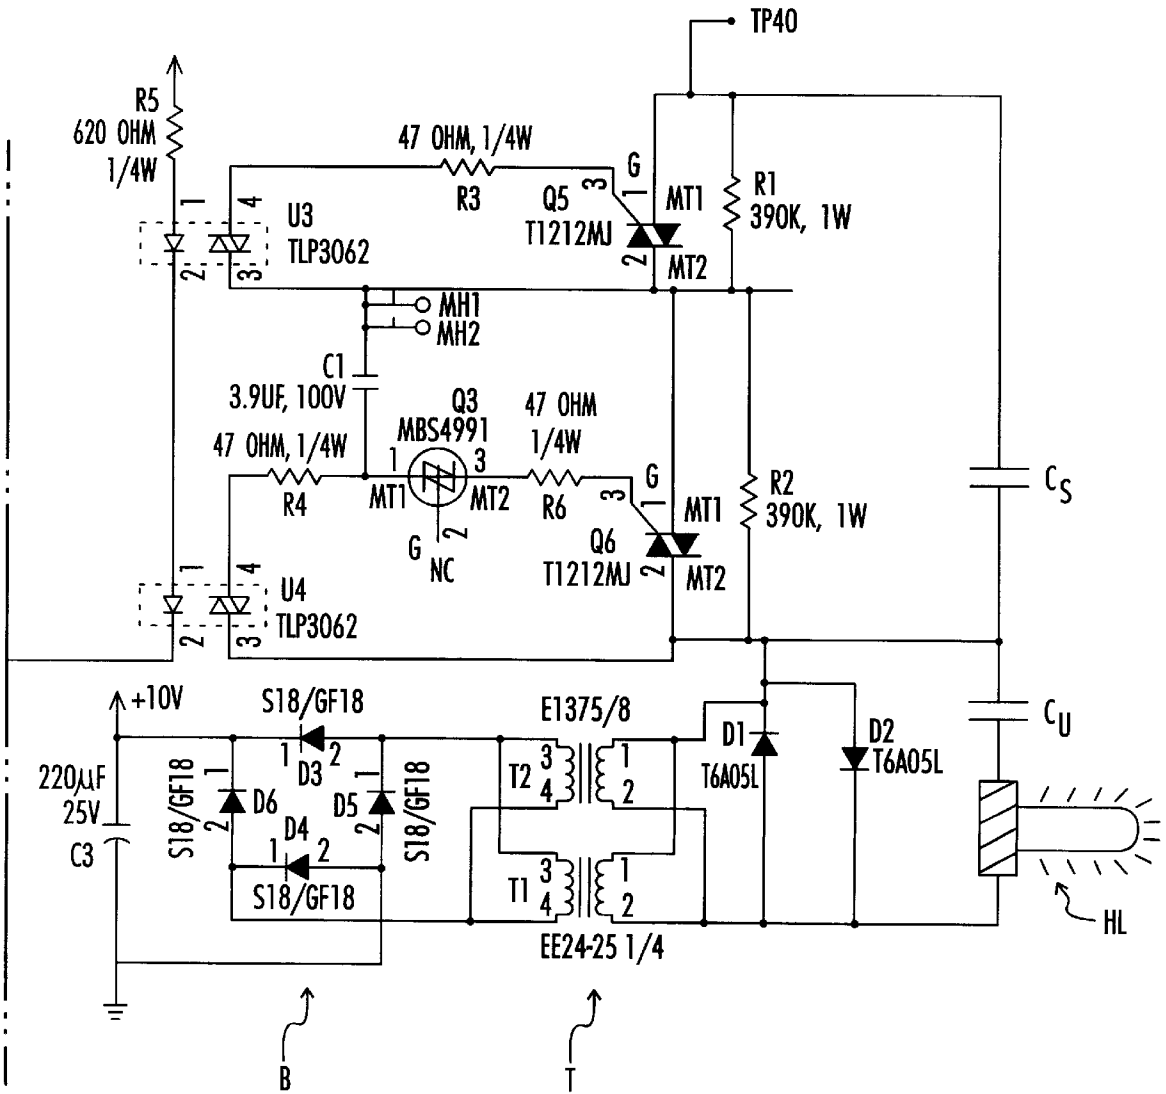 TP40
R5
620 OHM
1/4W
47 OHM, 1/4W
R3
1
4
U3
TLP3062
2
3
G
3
1
Q5
T1212MJ
MT1
2
MT2
R1
390K, 1W
MH1
MH2
C1
3.9UF, 100V
Q3
MBS4991
47 OHM, 1/4W
R4
1
3
MT1
MT2
G
2
NC
47 OHM
1/4W
R6
G
3
1
MT1
Q6
T1212MJ
2
MT2
R2
390K, 1W
CS
1
4
U4
TLP3062
2
3
+10V
S18/GF18
1
2
D3
220µF
25V
C3
S18/GF18
1
2
D6
D5
1
2
S18/GF18
D4
1
2
S18/GF18
E1375/8
T2
3
4
1
2
T1
3
4
1
2
EE24-25 1/4
D1
T6A05L
D2
T6A05L
CU
HL
B
T